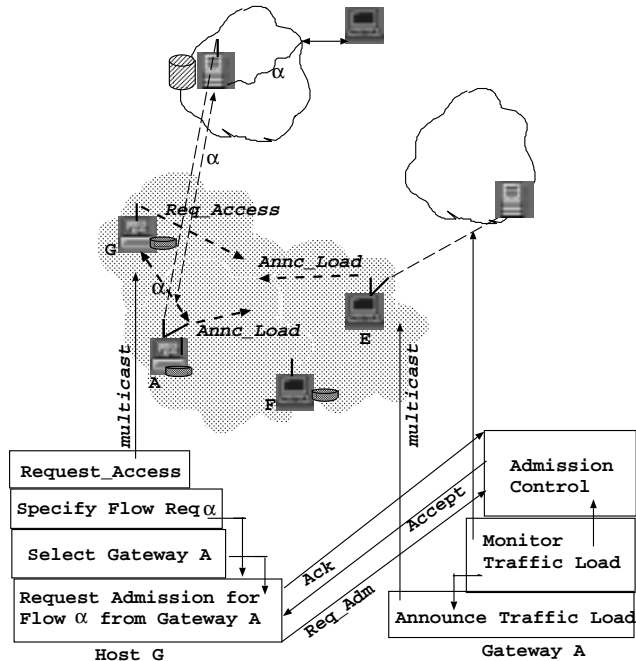 α
α
Req_Access
G
Annc_Load
α
Annc_Load
E
A
F
multicast
multicast
Request_Access
Specify Flow Req α
Select Gateway A
Request Admission for
Flow α from Gateway A
Host G
Ack
Accept
Req_Adm
Admission
Control
Monitor
Traffic Load
Announce Traffic Load
Gateway A